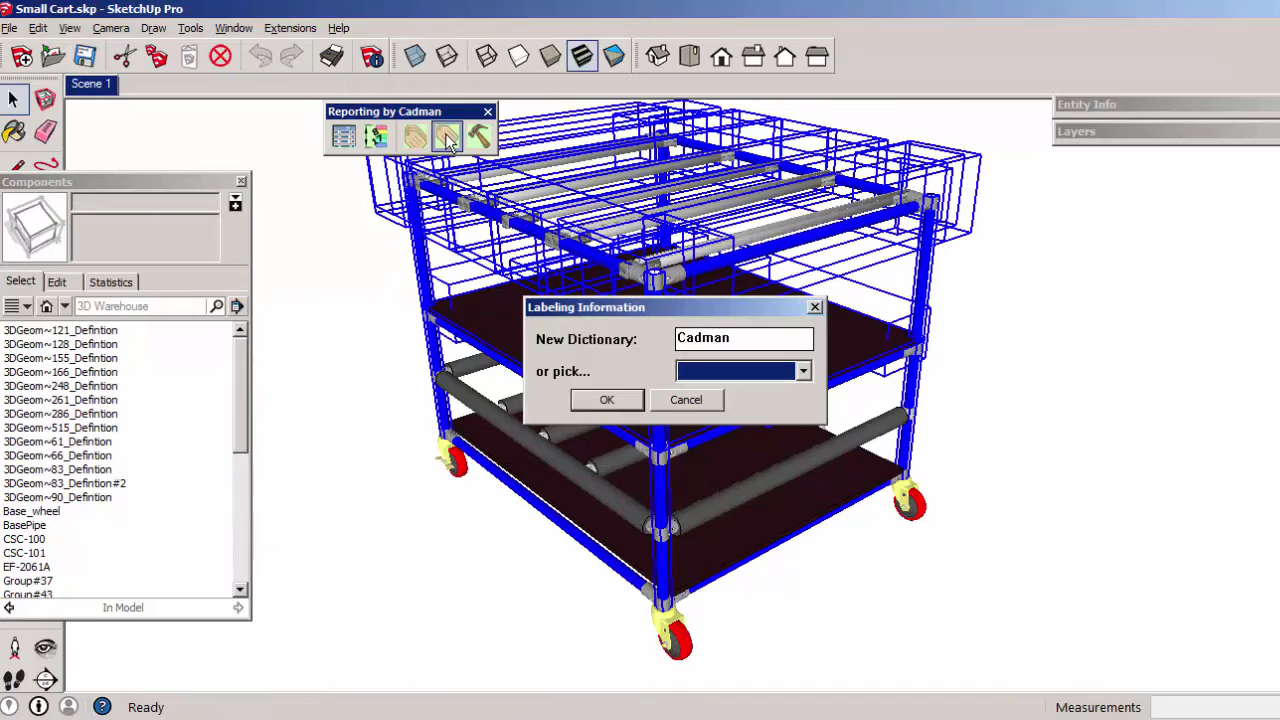 Small Cart.skp - SketchUp Pro
File Edit View Camera Draw Tools Window Extensions Help
Scene 1
Reporting by Cadman
Entity Info
Layers
Components
Select Edit Statistics
3D Warehouse
3DGeom~121_Defintion
3DGeom~128_Defintion
3DGeom~155_Defintion
3DGeom~166_Defintion
3DGeom~248_Defintion
3DGeom~261_Defintion
3DGeom~286_Defintion
3DGeom~515_Defintion
3DGeom~61_Defintion
3DGeom~66_Defintion
3DGeom~83_Defintion
3DGeom~83_Defintion#2
3DGeom~90_Defintion
Base_wheel
BasePipe
CSC-100
CSC-101
EF-2061A
Group#37
Group#43
In Model
Labeling Information
New Dictionary: Cadman
or pick...
OK Cancel
Ready
Measurements